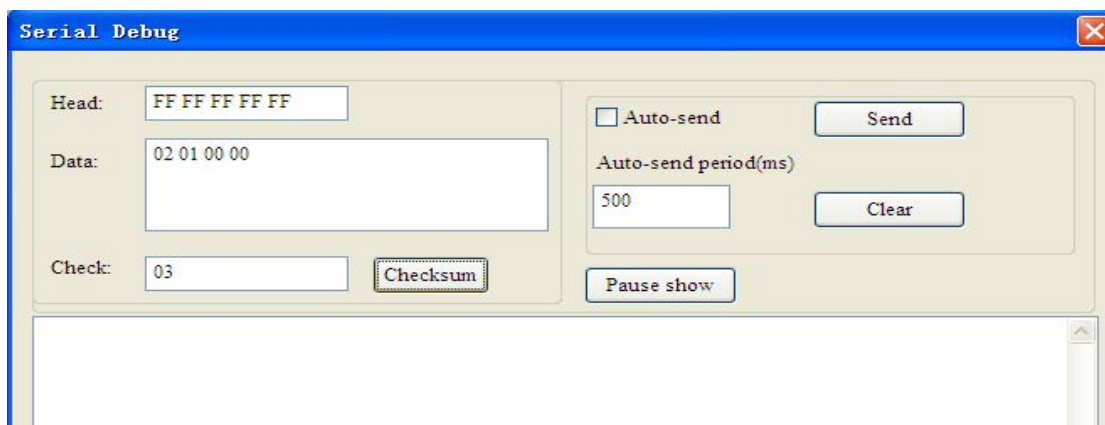 Serial Debug
Head: FF FF FF FF FF
Data: 02 01 00 00
Check: 03 Checksum
Auto-send Send
Auto-send period(ms)
500 Clear
Pause show